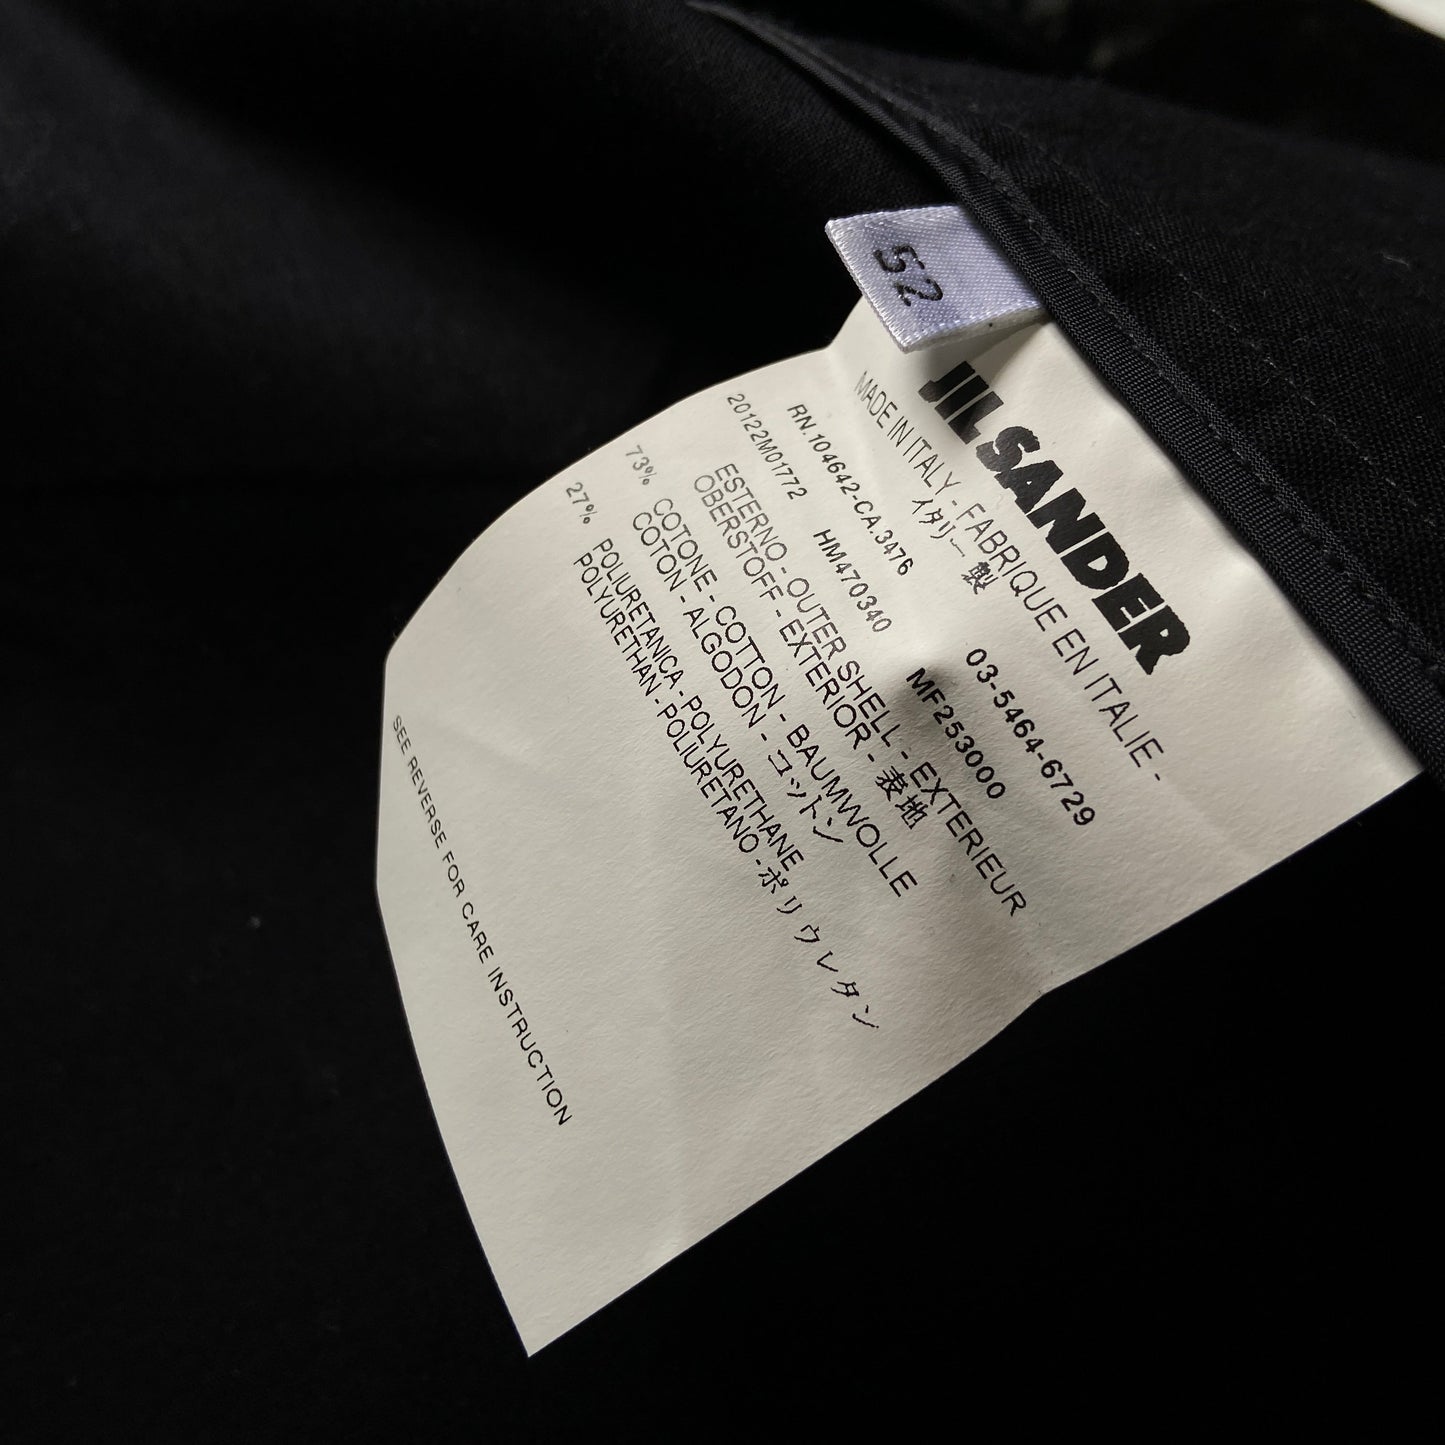 52
JIL SANDER
MADE IN ITALY - FABRIQUE EN ITALIE -
イタリー製
RN.104642-CA.3476 03-5464-6729
20122M01772 HM470340 MF253000
ESTERNO - OUTER SHELL - EXTERIEUR
OBERSTOFF - EXTERIOR - 表地
73% COTONE - COTTON - BAUMWOLLE
COTON - ALGODON - コットン
27% POLIURETANICA - POLYURETHANE
POLYURETHAN - POLIURETANO - ポリウレタン
SEE REVERSE FOR CARE INSTRUCTION